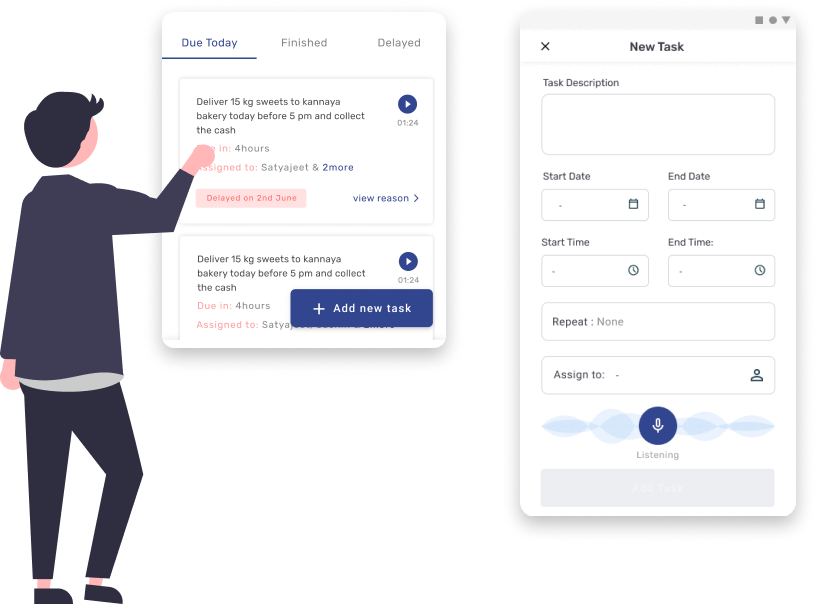 Due Today
Finished
Delayed
Deliver 15 kg sweets to kannaya
bakery today before 5 pm and collect
the cash
01:24
in: 4hours
ssigned to: Satyajeet & 2more
Delayed on 2nd June
view reason >
Deliver 15 kg sweets to kannaya
bakery today before 5 pm and collect
the cash
01:24
Due in: 4hours
Assigned to:
+ Add new task
New Task
Task Description
Start Date
End Date
-
-
Start Time
End Time:
-
-
Repeat : None
Assign to: -
Listening
Add Task